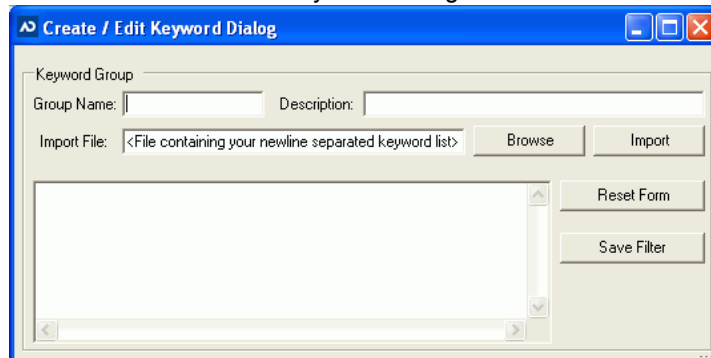 Create / Edit Keyword Dialog
Keyword Group
Group Name: Description:
Import File: <File containing your newline separated keyword list> Browse Import
Reset Form
Save Filter